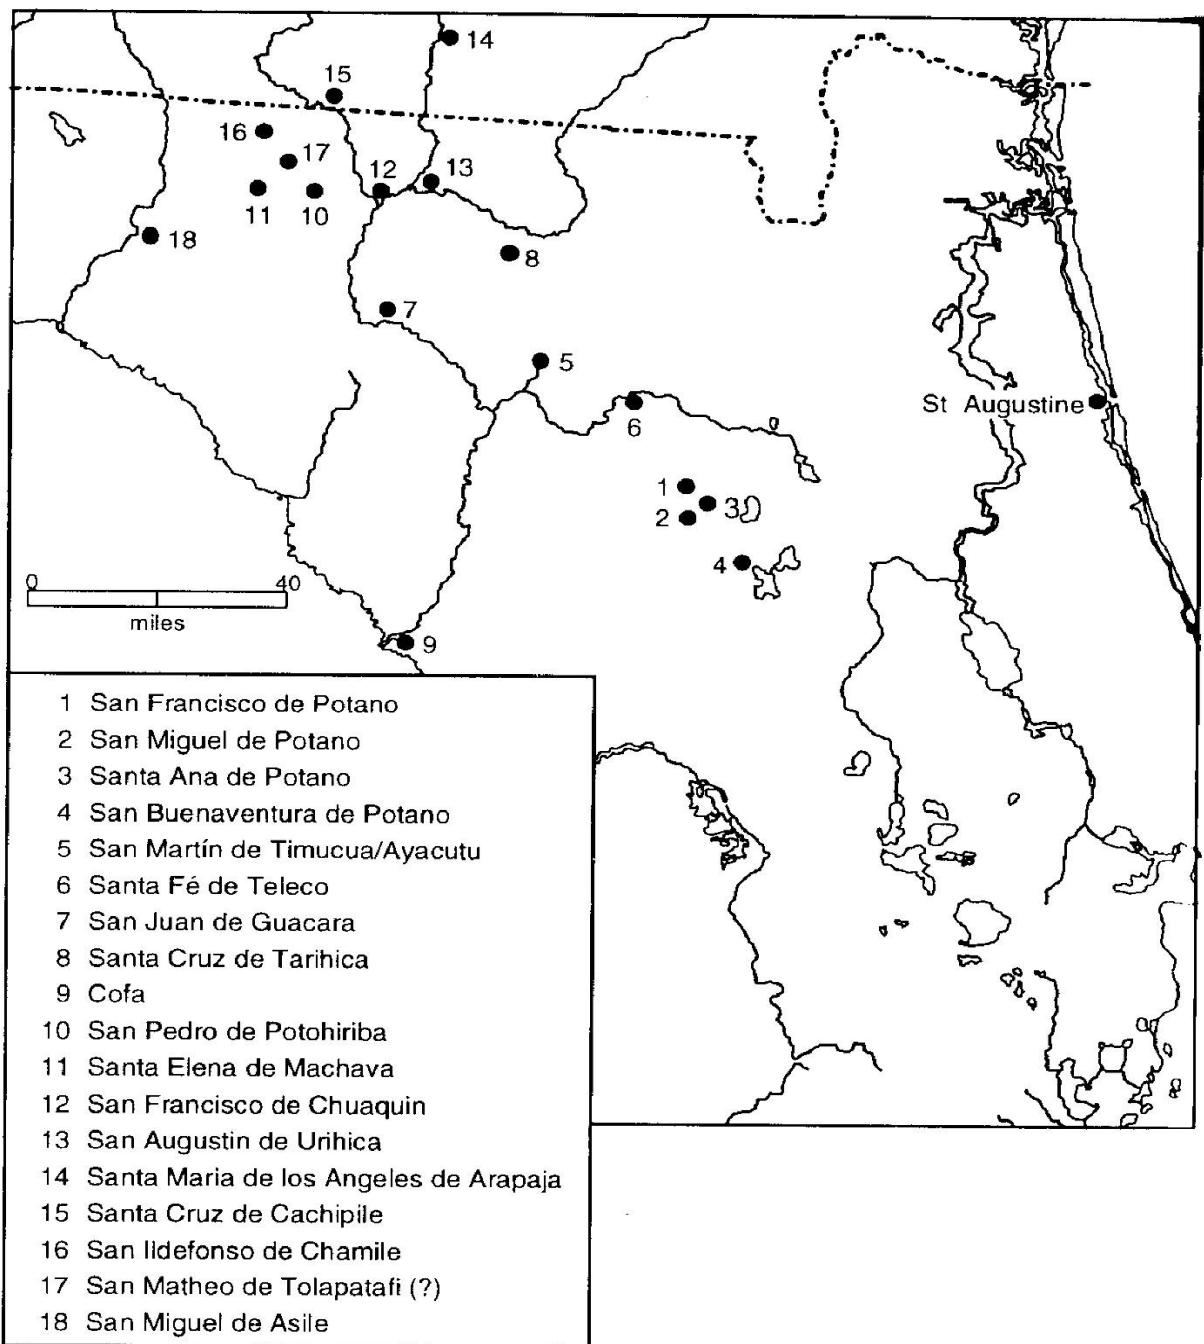 14
15
16
17
12
13
11
10
18
8
7
5
St Augustine
6
1
3
2
4
0 40
miles
9
1 San Francisco de Potano
2 San Miguel de Potano
3 Santa Ana de Potano
4 San Buenaventura de Potano
5 San Martín de Timucua/Ayacutu
6 Santa Fé de Teleco
7 San Juan de Guacara
8 Santa Cruz de Tarihica
9 Cofa
10 San Pedro de Potohiriba
11 Santa Elena de Machava
12 San Francisco de Chuaquin
13 San Augustin de Urihica
14 Santa Maria de los Angeles de Arapaja
15 Santa Cruz de Cachipile
16 San Ildefonso de Chamile
17 San Matheo de Tolapatafi (?)
18 San Miguel de Asile